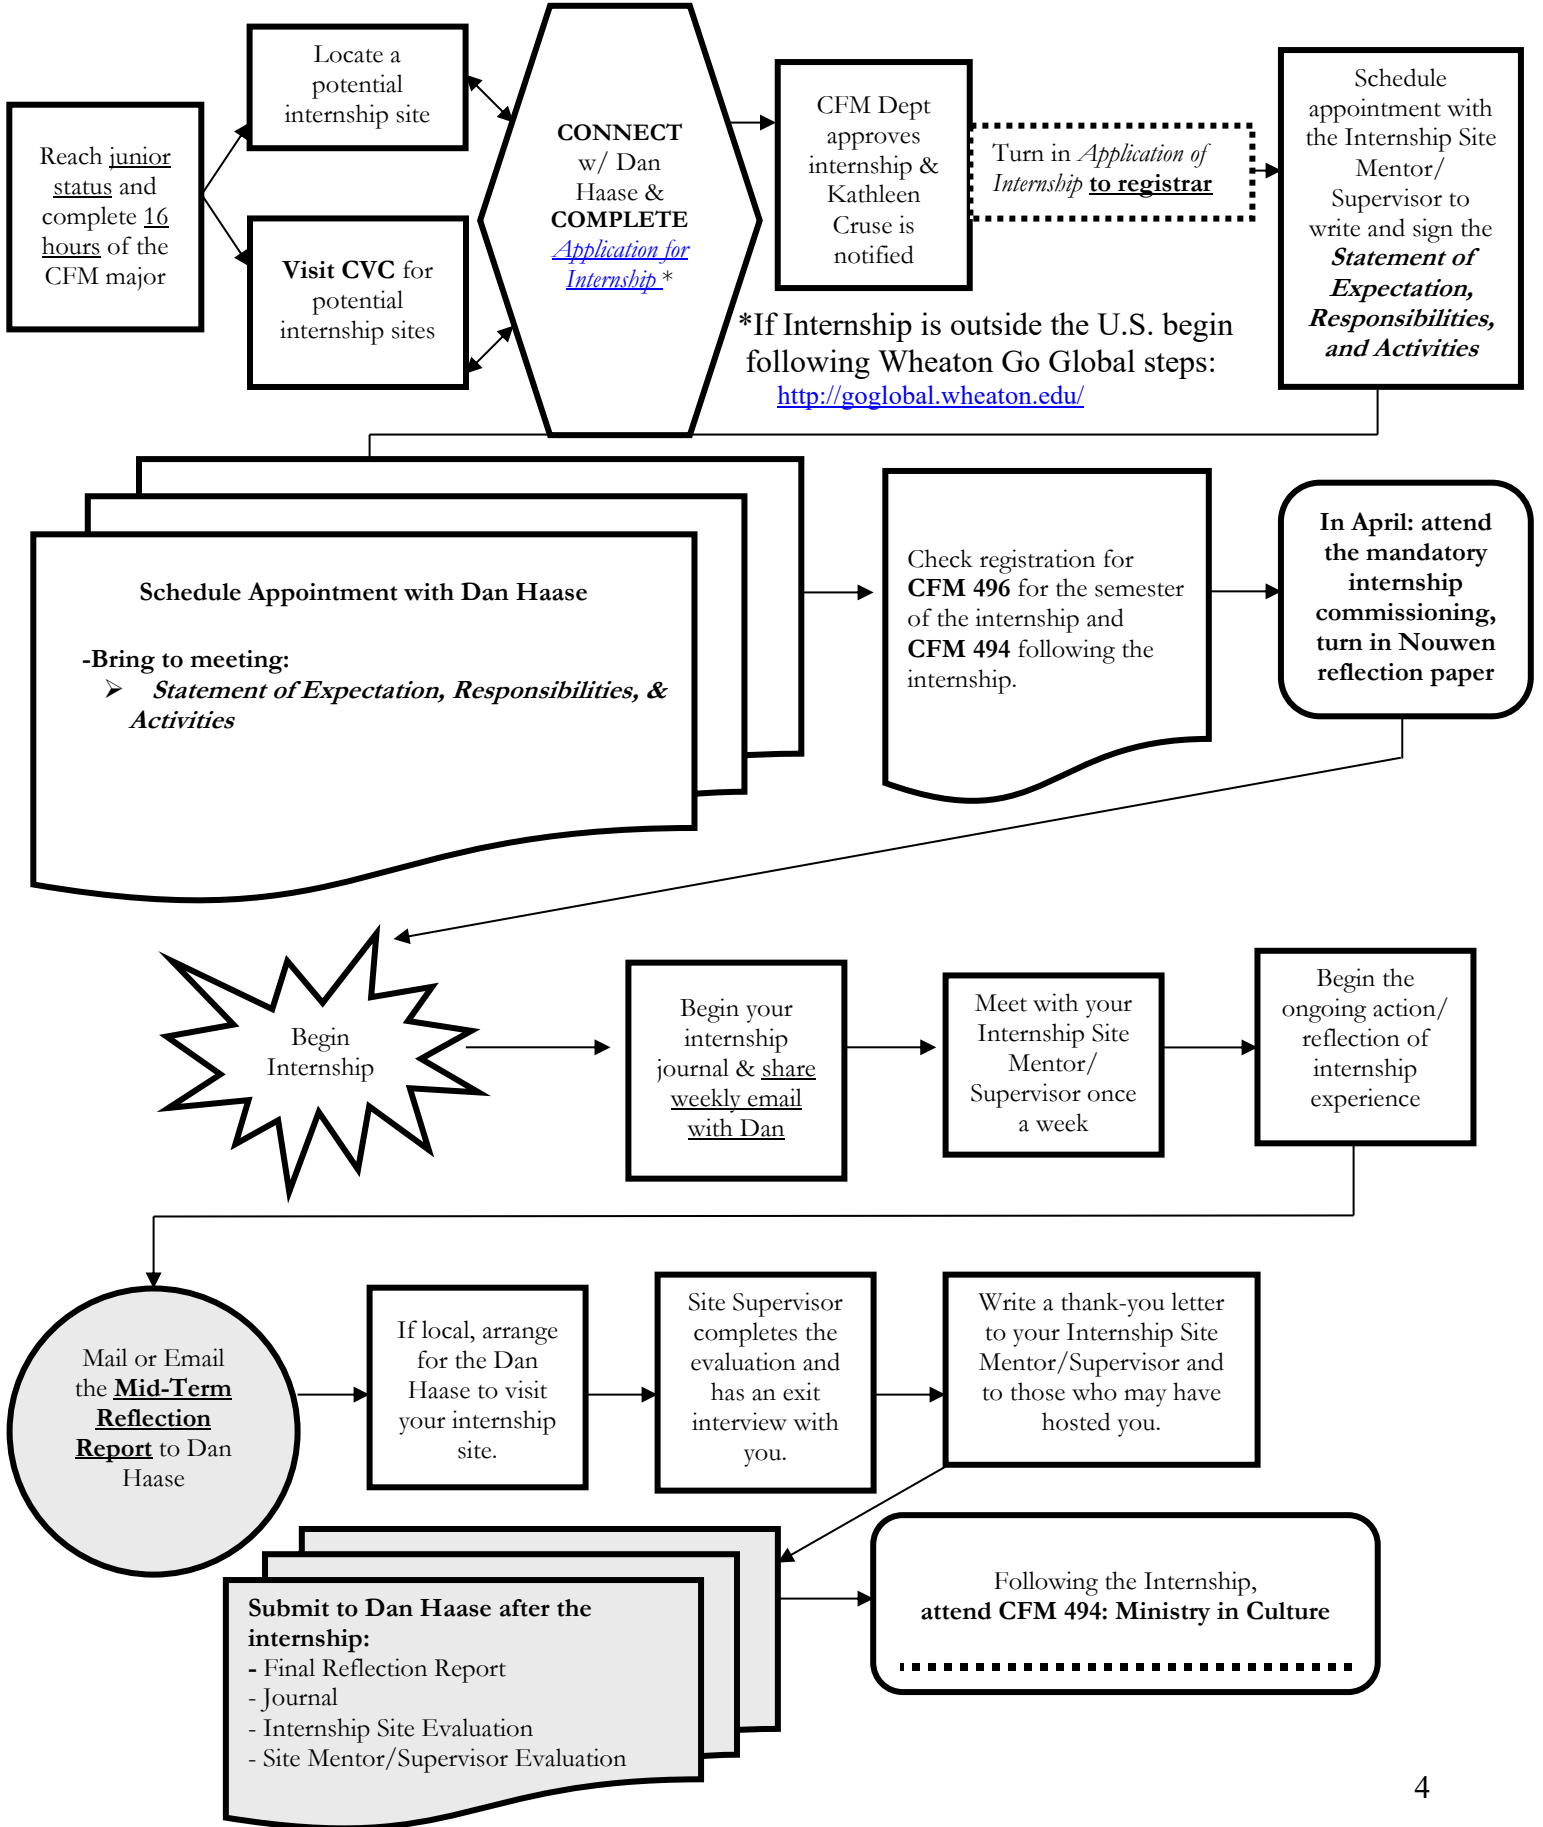 Reach junior
status and
complete 16
hours of the
CFM major
Locate a
potential
internship site
Visit CVC for
potential
internship sites
CONNECT
w/ Dan
Haase &
COMPLETE
Application for
Internship *
CFM Dept
approves
internship &
Kathleen
Cruse is
notified
Turn in Application of
Internship to registrar
Schedule
appointment with
the Internship Site
Mentor/
Supervisor to
write and sign the
Statement of
Expectation,
Responsibilities,
and Activities
*If Internship is outside the U.S. begin
following Wheaton Go Global steps:
http://goglobal.wheaton.edu/
Schedule Appointment with Dan Haase
-Bring to meeting:
➢ Statement of Expectation, Responsibilities, &
Activities
Check registration for
CFM 496 for the semester
of the internship and
CFM 494 following the
internship.
In April: attend
the mandatory
internship
commissioning,
turn in Nouwen
reflection paper
Begin
Internship
Begin your
internship
journal & share
weekly email
with Dan
Meet with your
Internship Site
Mentor/
Supervisor once
a week
Begin the
ongoing action/
reflection of
internship
experience
Mail or Email
the Mid-Term
Reflection
Report to Dan
Haase
If local, arrange
for the Dan
Haase to visit
your internship
site.
Site Supervisor
completes the
evaluation and
has an exit
interview with
you.
Write a thank-you letter
to your Internship Site
Mentor/Supervisor and
to those who may have
hosted you.
Submit to Dan Haase after the
internship:
- Final Reflection Report
- Journal
- Internship Site Evaluation
- Site Mentor/Supervisor Evaluation
Following the Internship,
attend CFM 494: Ministry in Culture
4